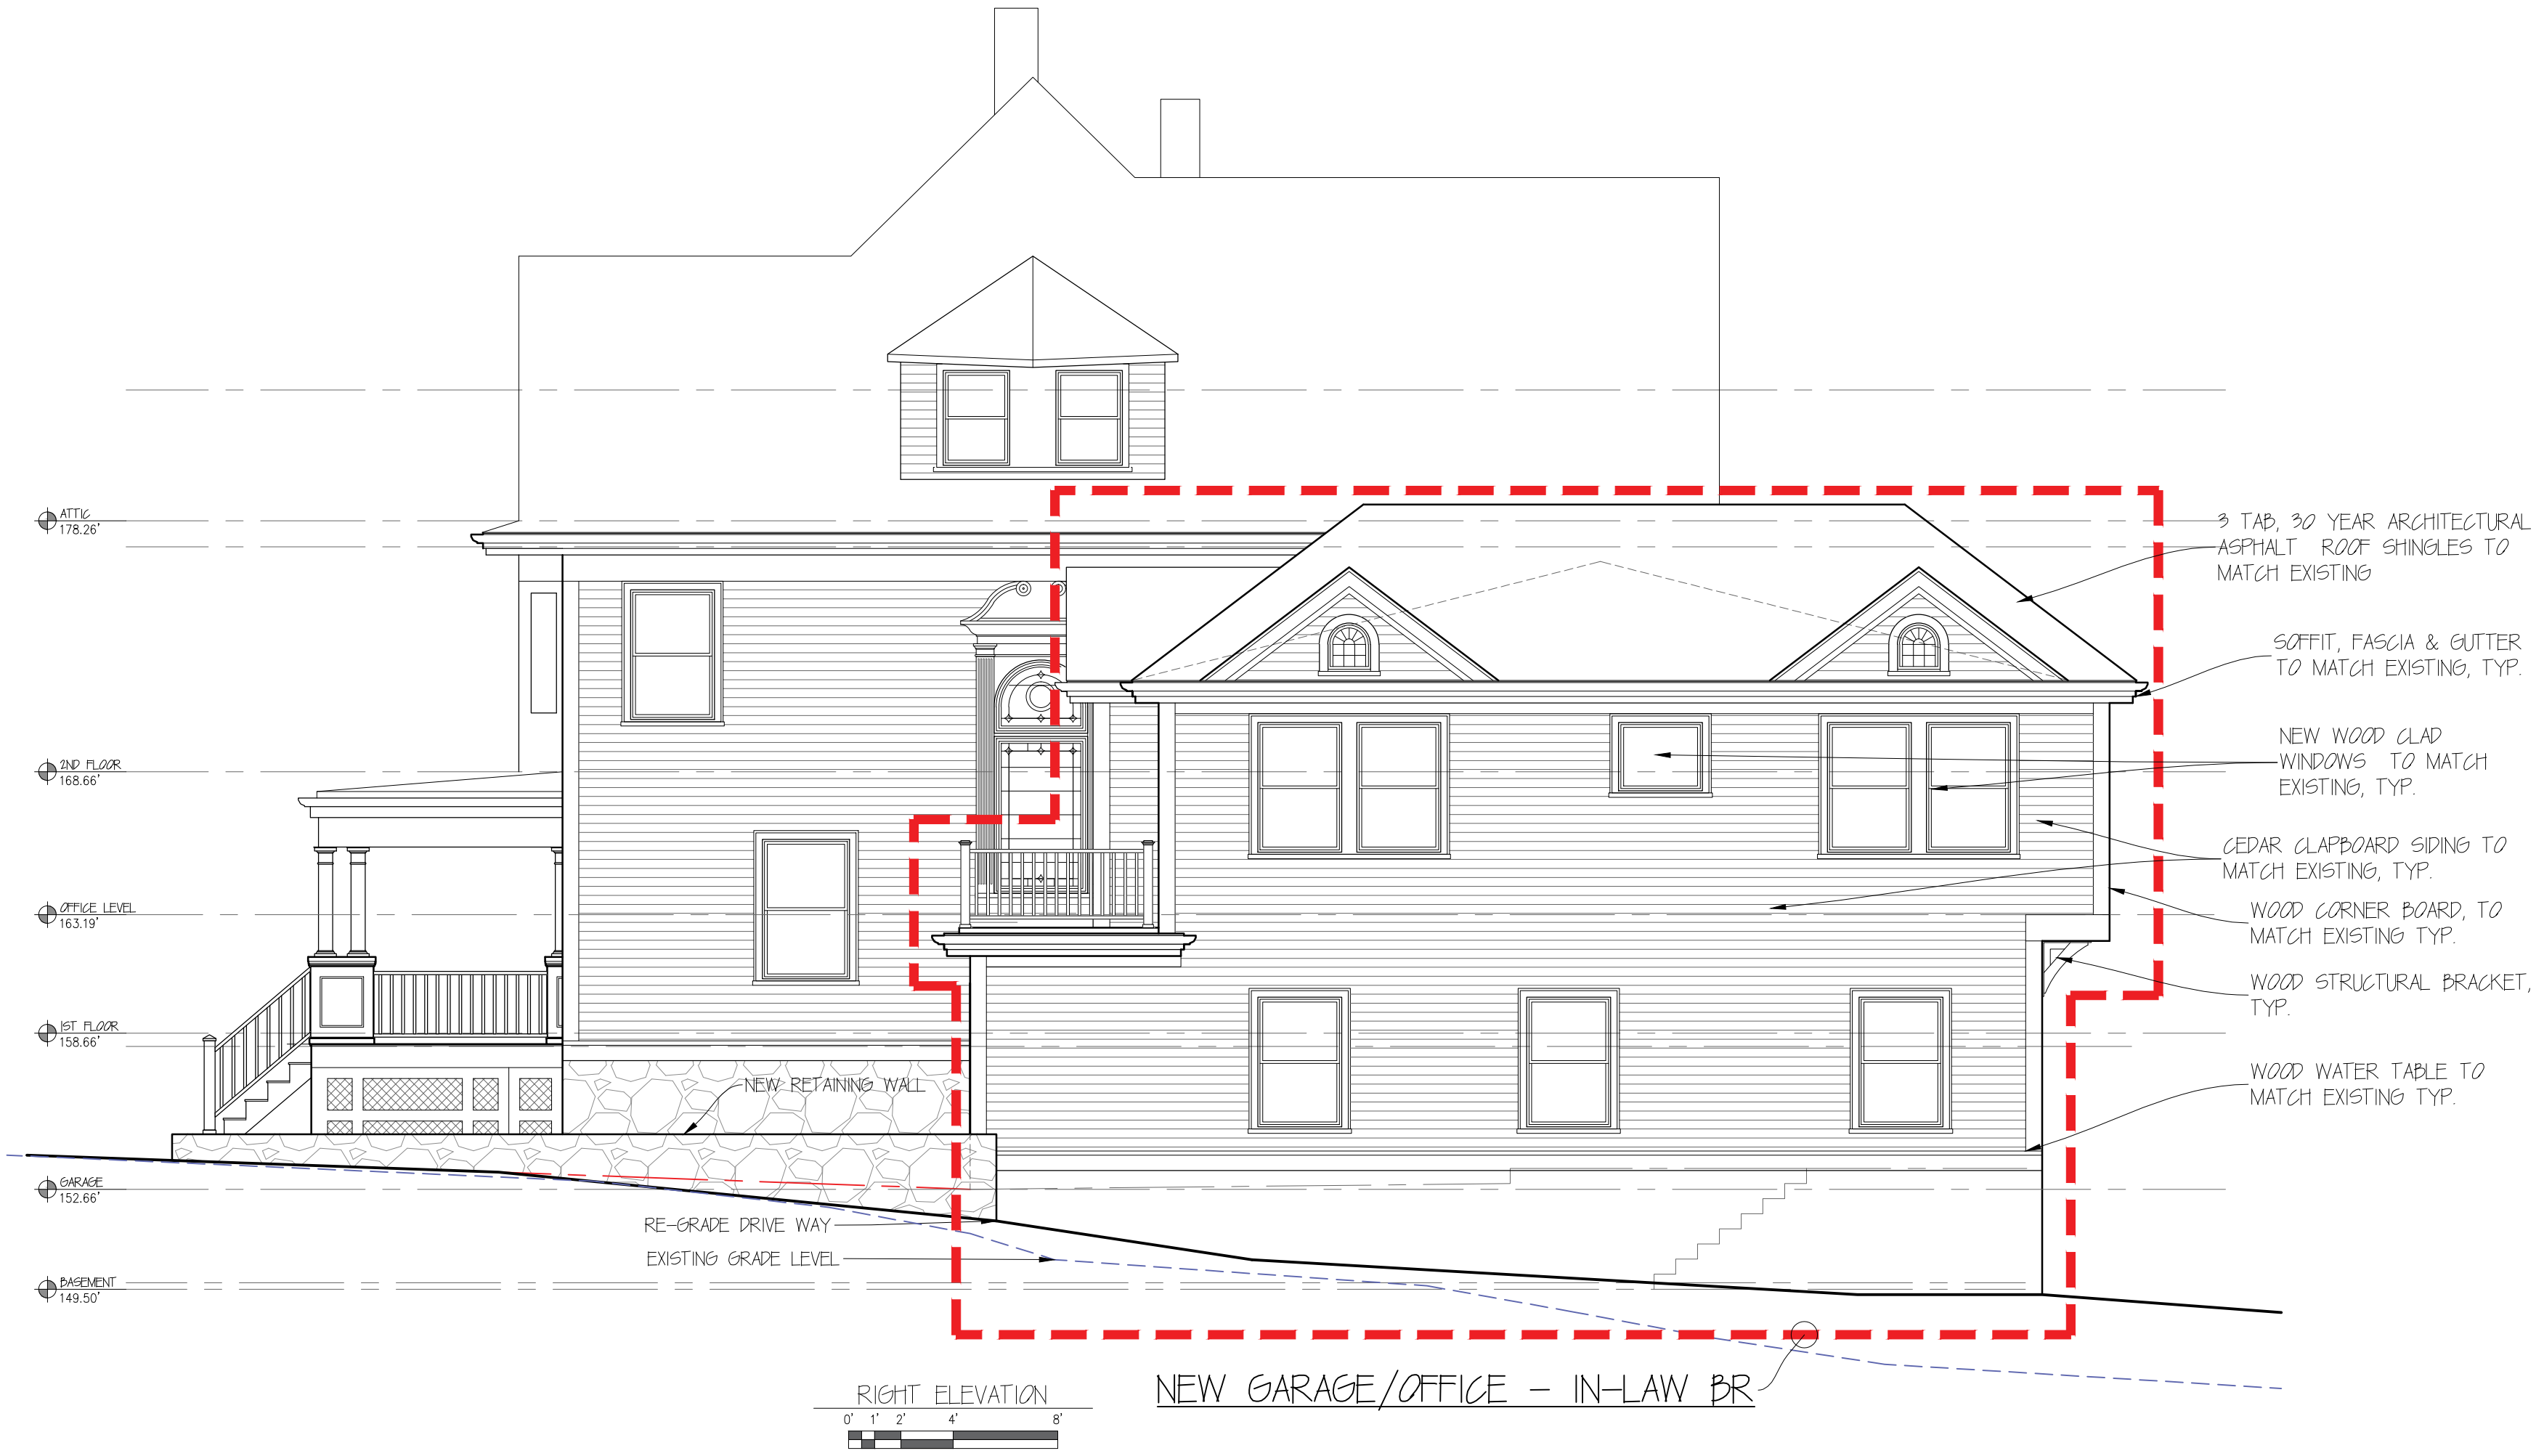 ATTIC
178.26'
2ND FLOOR
168.66'
OFFICE LEVEL
163.19'
1ST FLOOR
158.66'
GARAGE
152.66'
BASEMENT
149.50'
3 TAB, 30 YEAR ARCHITECTURAL
ASPHALT ROOF SHINGLES TO
MATCH EXISTING
SOFFIT, FASCIA & GUTTER
TO MATCH EXISTING, TYP.
NEW WOOD CLAD
WINDOWS TO MATCH
EXISTING, TYP.
CEDAR CLAPBOARD SIDING TO
MATCH EXISTING, TYP.
WOOD CORNER BOARD, TO
MATCH EXISTING TYP.
WOOD STRUCTURAL BRACKET,
TYP.
WOOD WATER TABLE TO
MATCH EXISTING TYP.
NEW RETAINING WALL
RE-GRADE DRIVE WAY
EXISTING GRADE LEVEL
NEW GARAGE/OFFICE - IN-LAW BR
RIGHT ELEVATION
0' 1' 2' 4' 8'